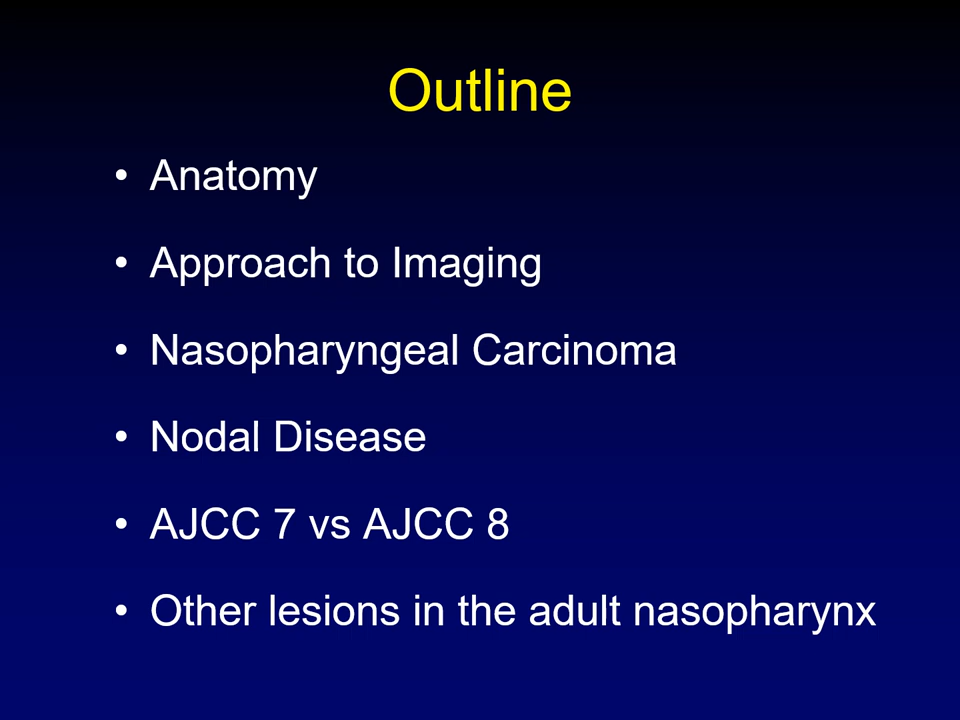 Outline
• Anatomy
• Approach to Imaging
• Nasopharyngeal Carcinoma
• Nodal Disease
• AJCC 7 vs AJCC 8
• Other lesions in the adult nasopharynx